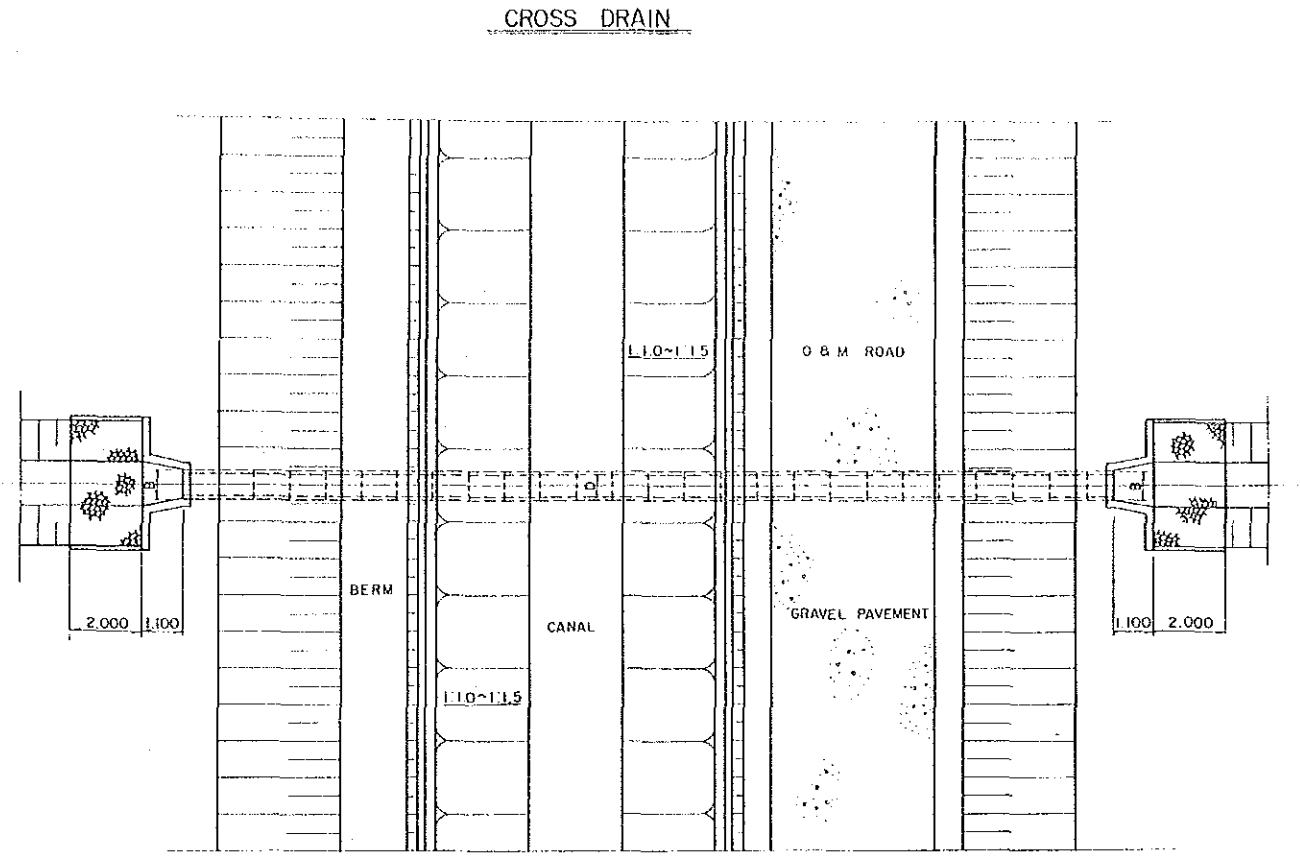 CROSS DRAIN
1:1.0~1:1.5
O & M ROAD
B
D
B
BERM
GRAVEL PAVEMENT
2.000 1.100
CANAL
1.100 2.000
1:1.0~1:1.5